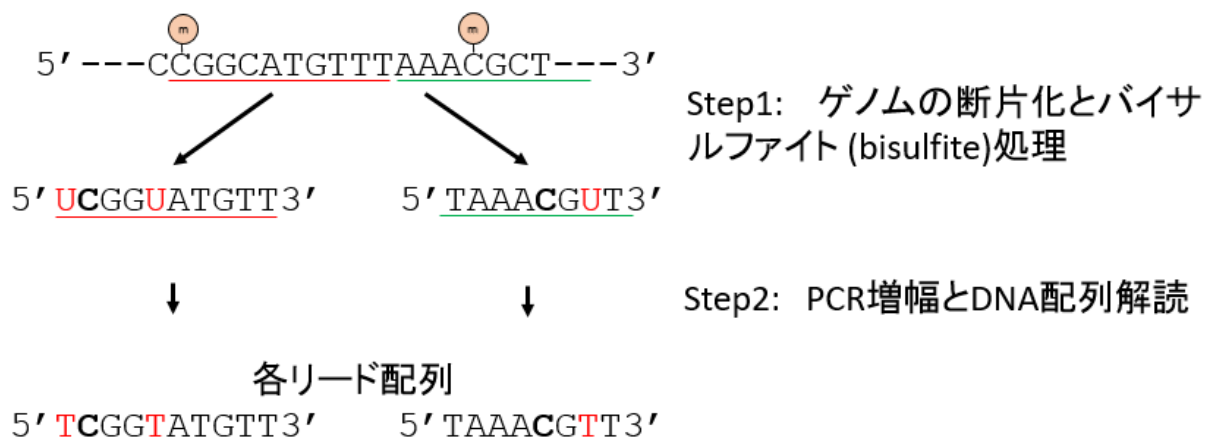 m m
5' ---CCGGCATGTTTAAACGCT---3'
Step1: ゲノムの断片化とバイサ
ルファイト (bisulfite)処理
5' UCGGUATGTT3' 5' TAAACGUT3'
Step2: PCR増幅とDNA配列解読
各リード配列
5' TCGGTATGTT3' 5' TAAACGTT3'